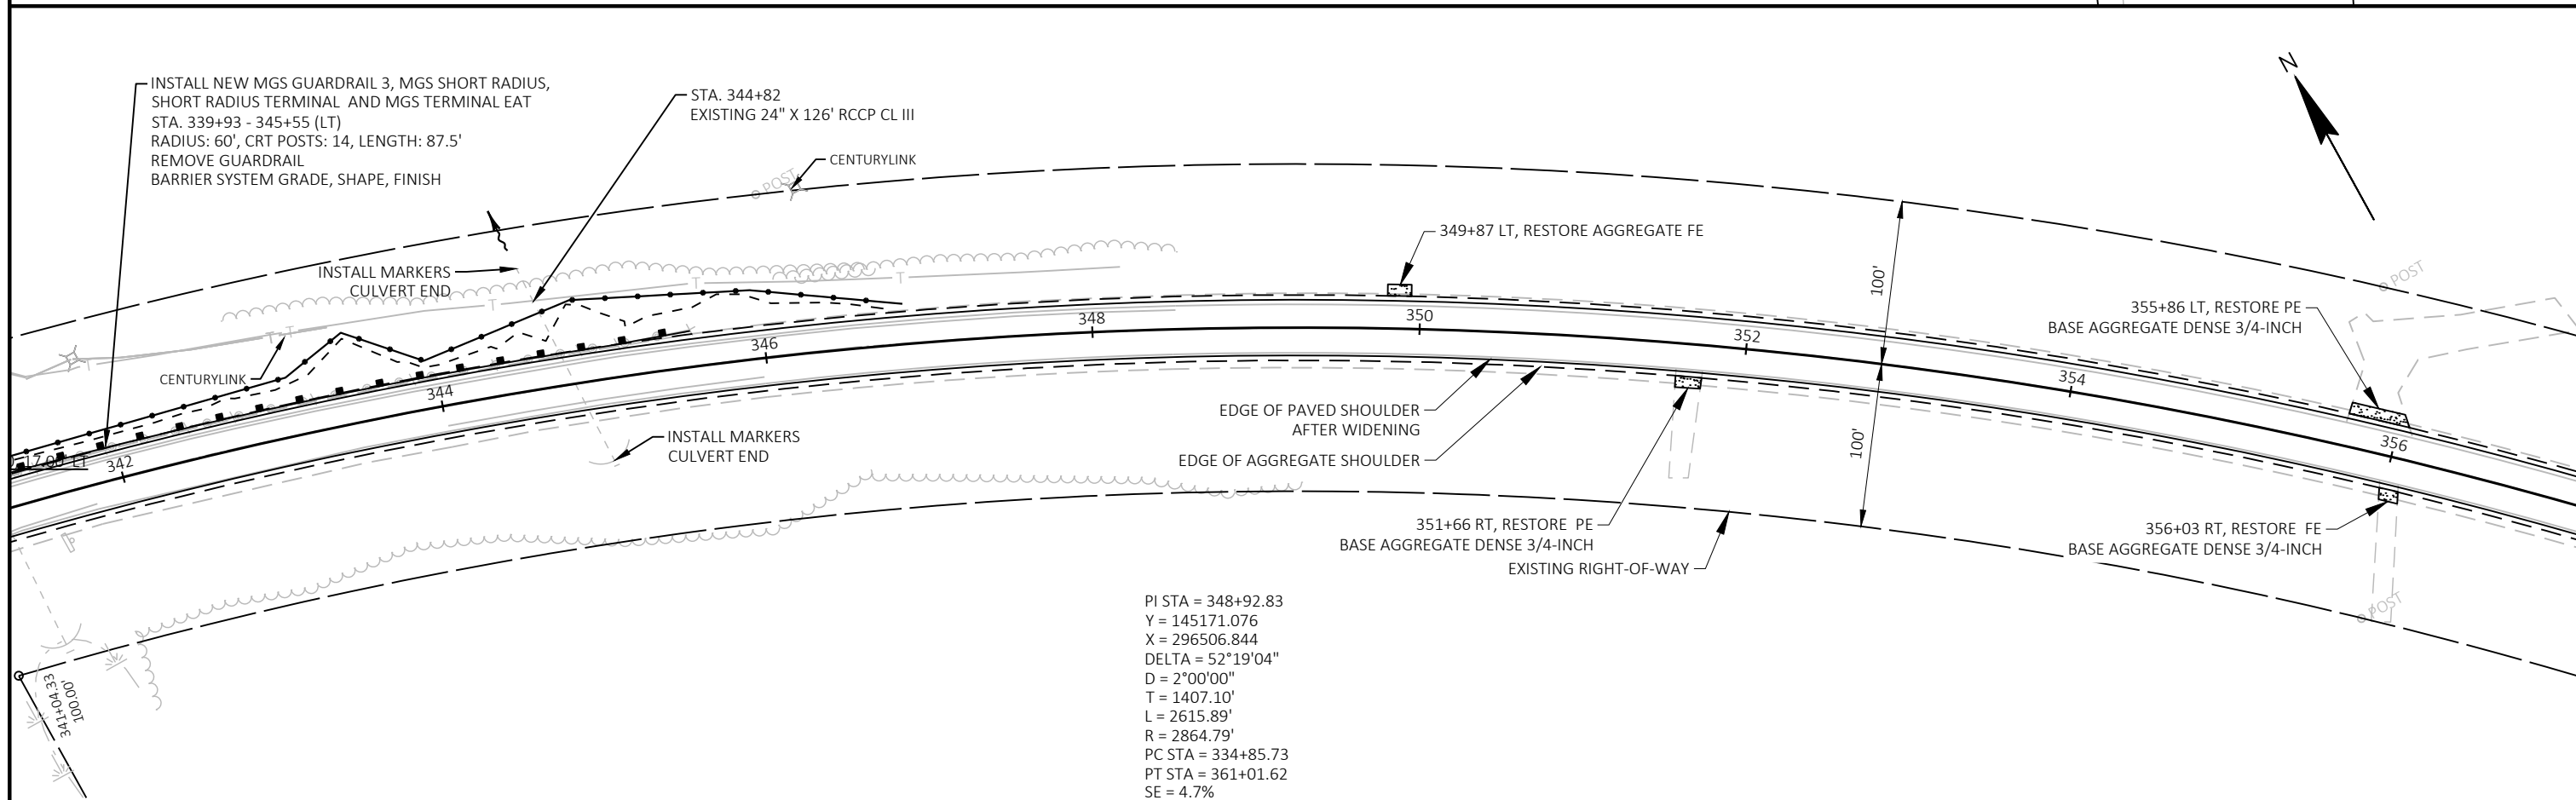 INSTALL NEW MGS GUARDRAIL 3, MGS SHORT RADIUS,
SHORT RADIUS TERMINAL AND MGS TERMINAL EAT
STA. 339+93 - 345+55 (LT)
RADIUS: 60', CRT POSTS: 14, LENGTH: 87.5'
REMOVE GUARDRAIL
BARRIER SYSTEM GRADE, SHAPE, FINISH
STA. 344+82
EXISTING 24" X 126' RCCP CL III
CENTURYLINK
POST
N
349+87 LT, RESTORE AGGREGATE FE
100'
INSTALL MARKERS
CULVERT END
T
T
T
T
T
T
POST
355+86 LT, RESTORE PE
BASE AGGREGATE DENSE 3/4-INCH
CENTURYLINK
342
344
346
348
350
352
354
356
17.00' LT
INSTALL MARKERS
CULVERT END
EDGE OF PAVED SHOULDER
AFTER WIDENING
EDGE OF AGGREGATE SHOULDER
100'
351+66 RT, RESTORE PE
BASE AGGREGATE DENSE 3/4-INCH
EXISTING RIGHT-OF-WAY
356+03 RT, RESTORE FE
BASE AGGREGATE DENSE 3/4-INCH
POST
341+04.33
100.00'
PI STA = 348+92.83
Y = 145171.076
X = 296506.844
DELTA = 52°19'04"
D = 2°00'00"
T = 1407.10'
L = 2615.89'
R = 2864.79'
PC STA = 334+85.73
PT STA = 361+01.62
SE = 4.7%